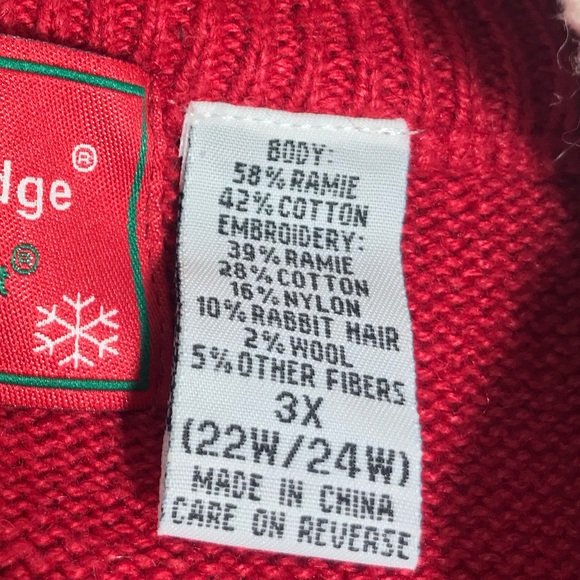 dge®
®
BODY:
58% RAMIE
42% COTTON
EMBROIDERY:
39% RAMIE
28% COTTON
16% NYLON
10% RABBIT HAIR
2% WOOL
5% OTHER FIBERS
3X
(22W/24W)
MADE IN CHINA
CARE ON REVERSE